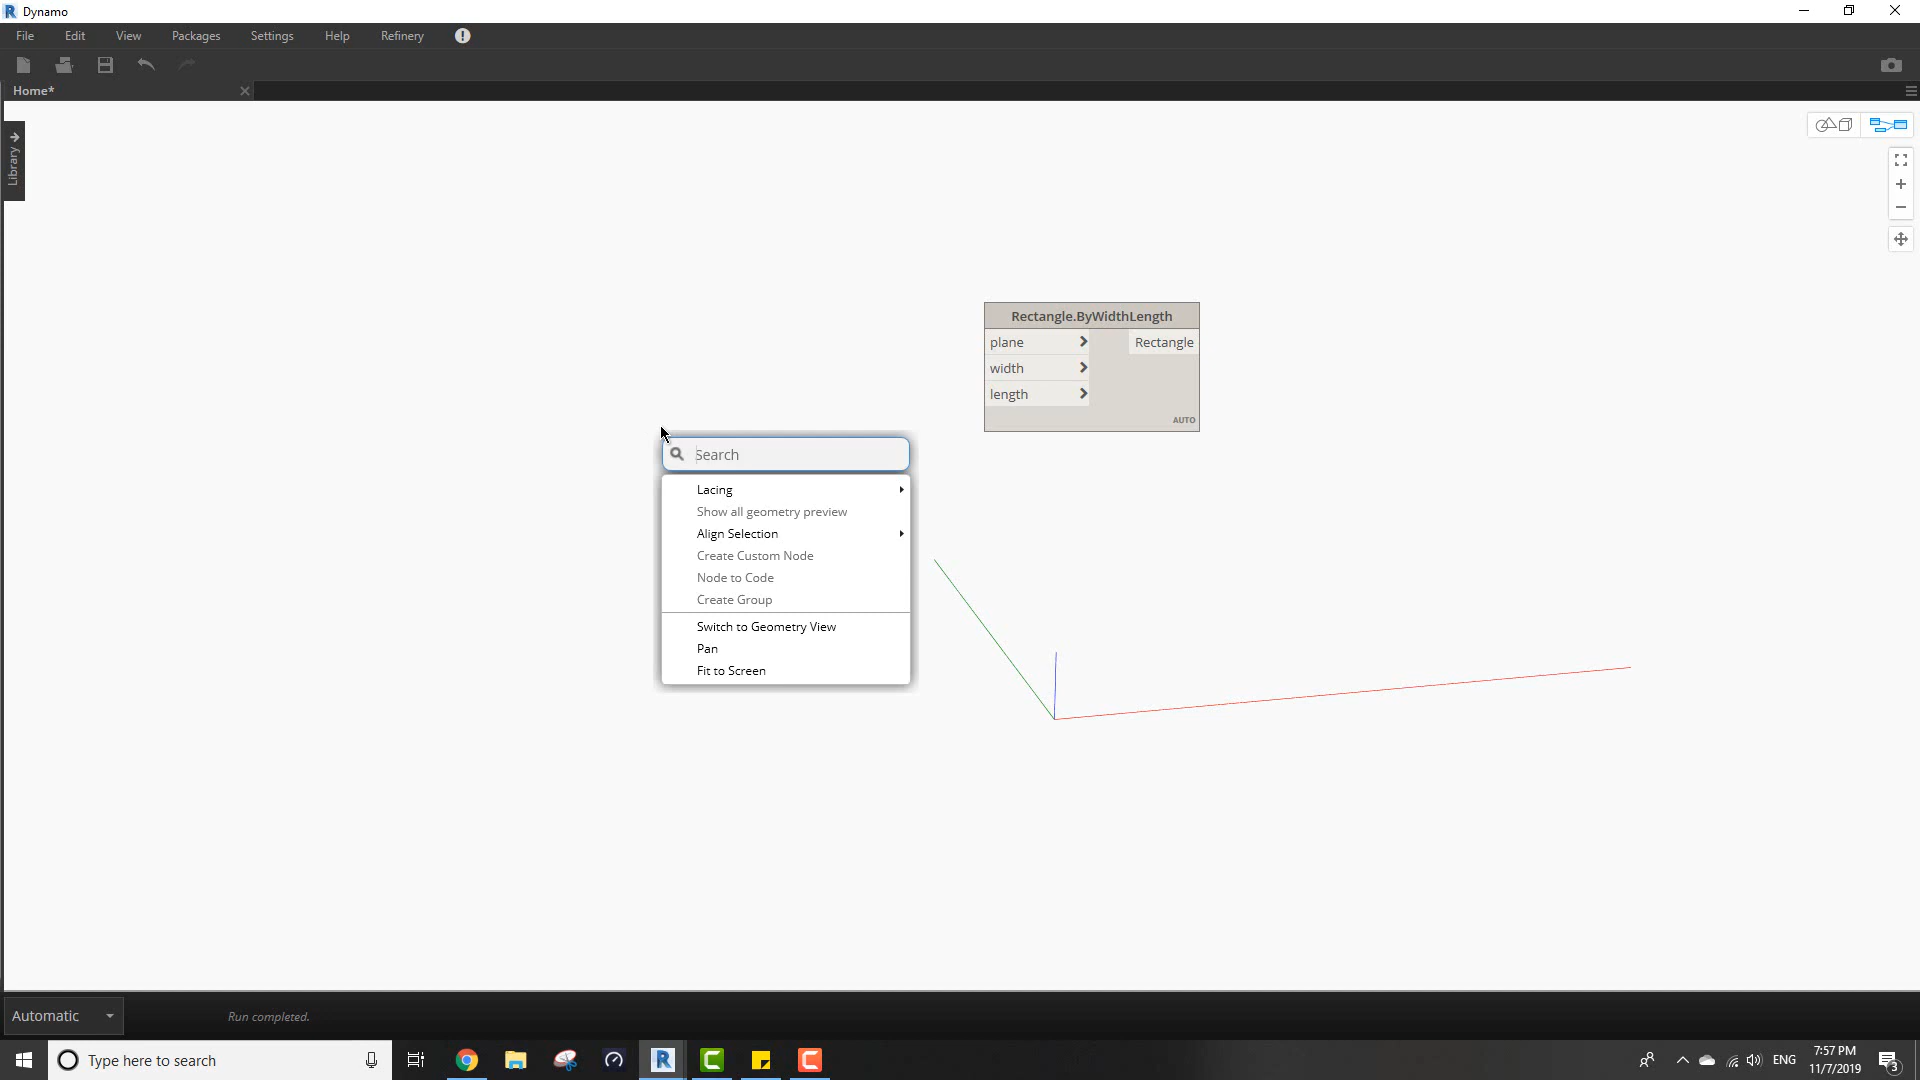 Dynamo
File Edit View Packages Settings Help Refinery
Home*
Library
Rectangle.ByWidthLength
plane Rectangle
width
length
AUTO
Search
Lacing
Show all geometry preview
Align Selection
Create Custom Node
Node to Code
Create Group
Switch to Geometry View
Pan
Fit to Screen
Automatic Run completed.
Type here to search
ENG
7:57 PM
11/7/2019
3